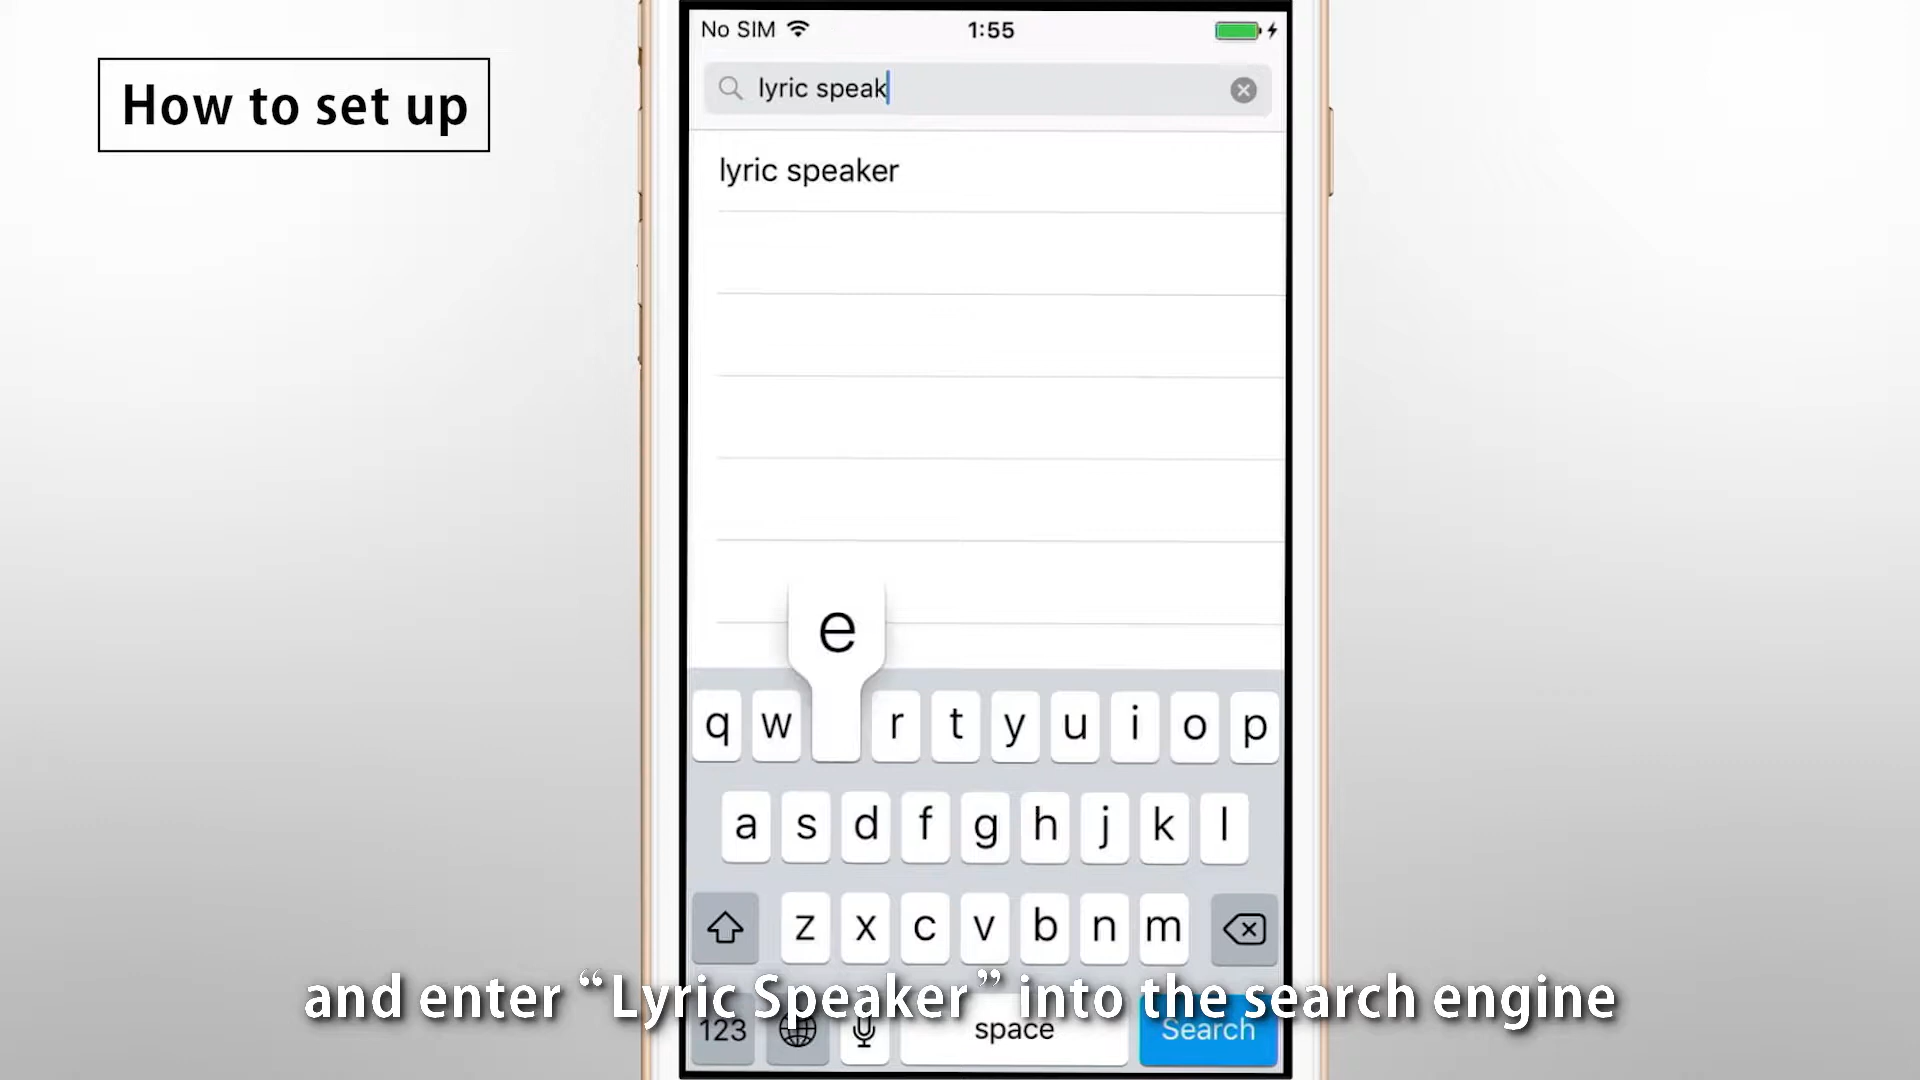 How to set up
No SIM 1:55
lyric speak
lyric speaker
e
q w r t y u i o p
a s d f g h j k l
z x c v b n m
and enter “Lyric Speaker” into the search engine
123 space Search